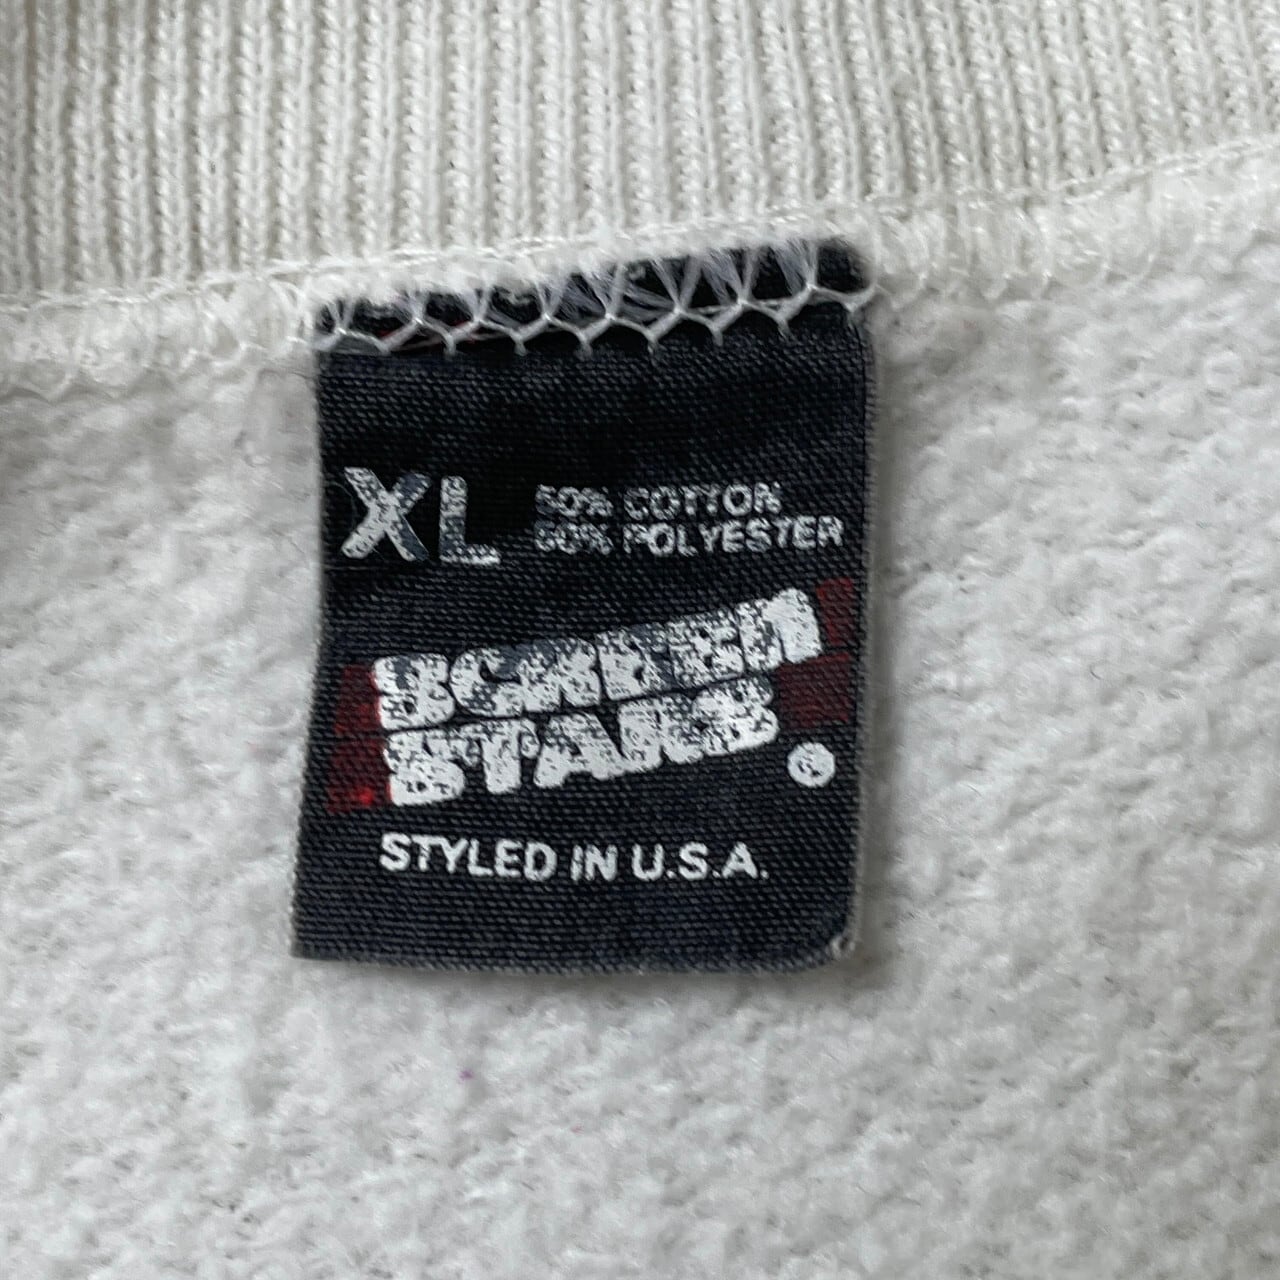 XL
50% COTTON
50% POLYESTER
SCREEN
STARS
STYLED IN U.S.A.